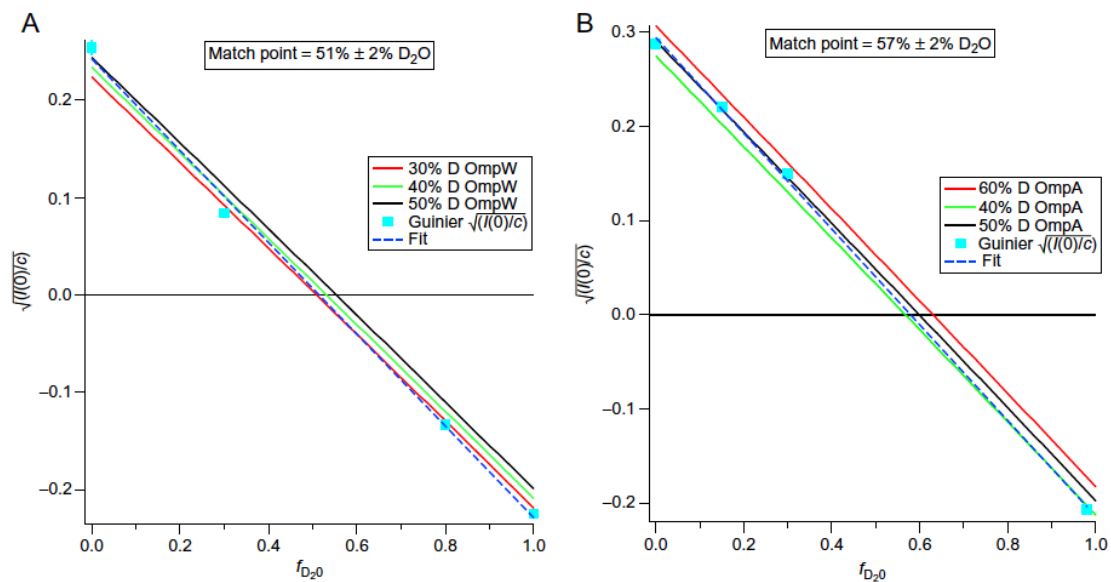 A
Match point = 51% ± 2% D₂O
0.2
0.1
0.0
−0.1
−0.2
√(I(0)/c)
30% D OmpW
40% D OmpW
50% D OmpW
Guinier √(I(0)/c)
Fit
0.0 0.2 0.4 0.6 0.8 1.0
f_D₂0
B
Match point = 57% ± 2% D₂O
0.3
0.2
0.1
0.0
−0.1
−0.2
√(I(0)/c)
60% D OmpA
40% D OmpA
50% D OmpA
Guinier √(I(0)/c)
Fit
0.0 0.2 0.4 0.6 0.8 1.0
f_D₂0